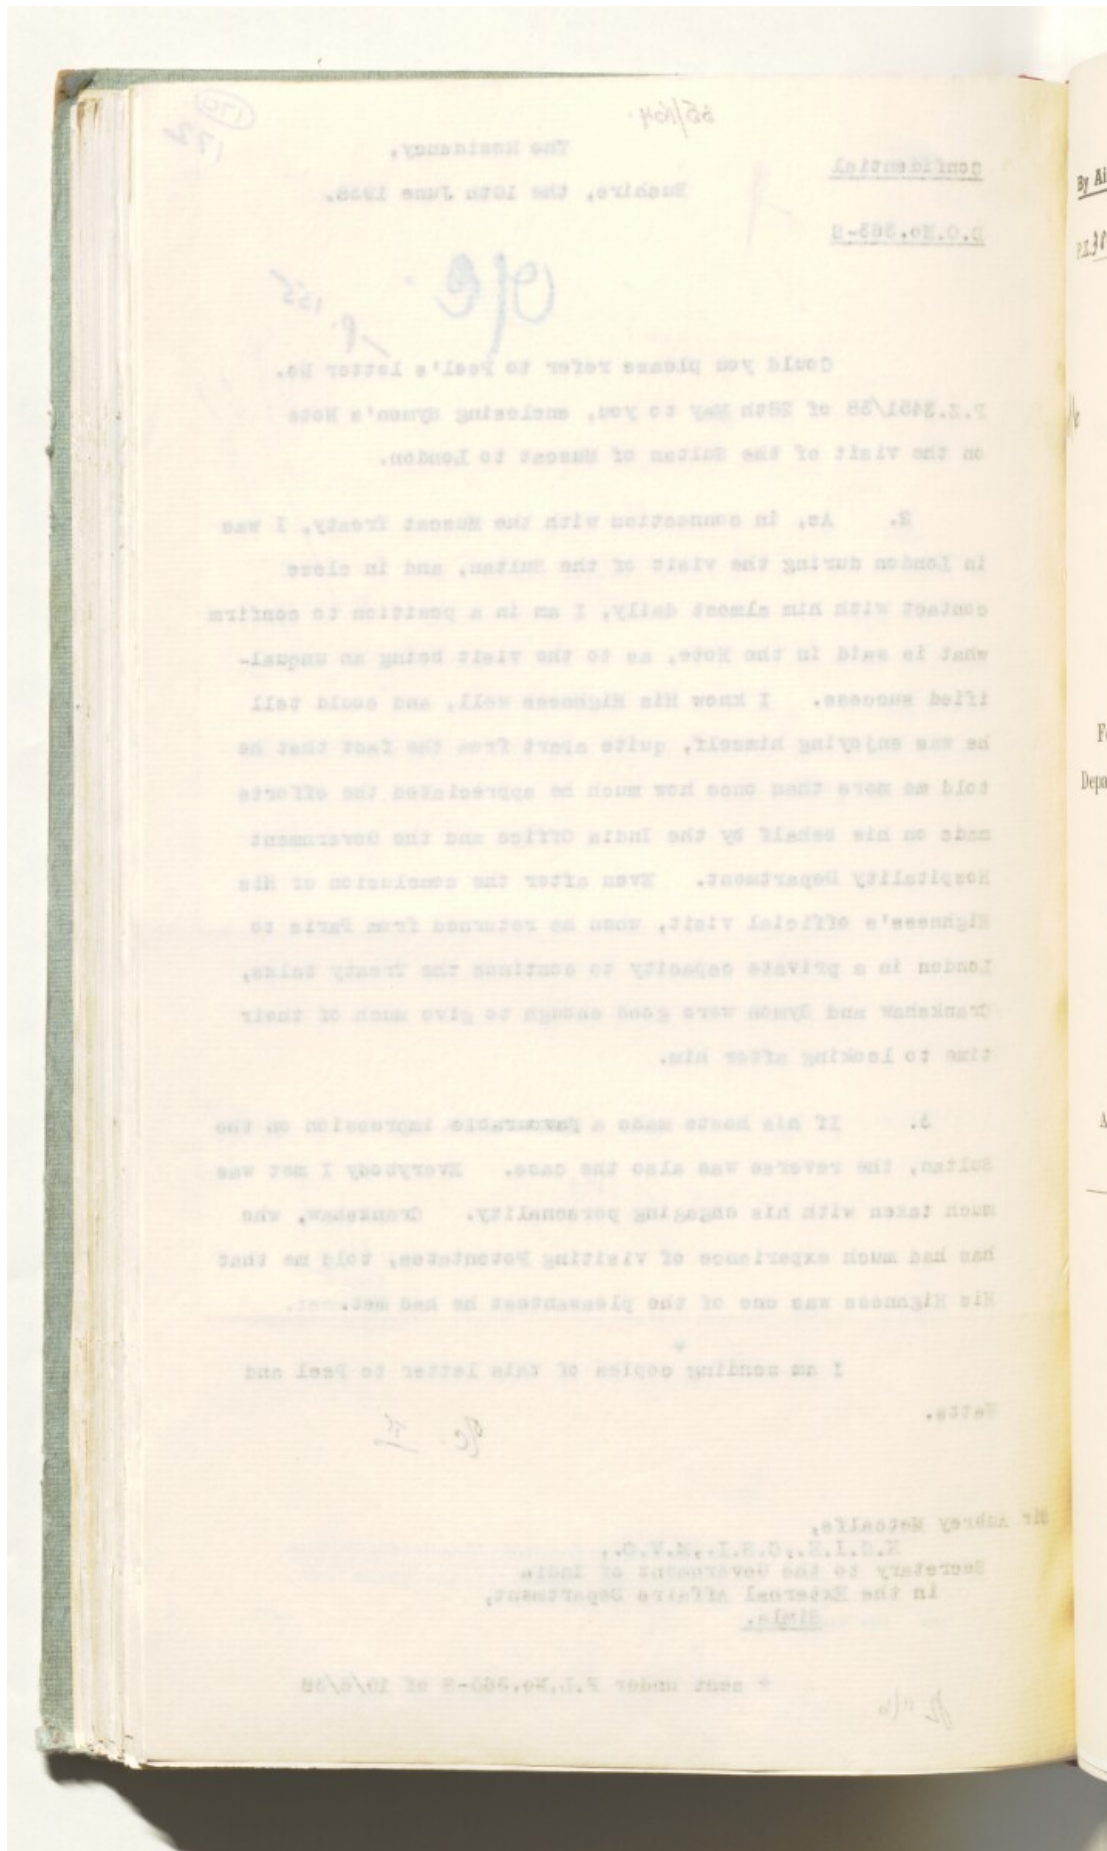 35/164.
Confidential
The Residency,
Bushire, the 10th June 1938.
D.O.No.363-S
Could you please refer to Peel's letter No.
P.Z.3451/38 of 28th May to you, enclosing Symon's Note
on the visit of the Sultan of Muscat to London.
2. As, in connection with the Muscat Treaty, I was
in London during the visit of the Sultan, and in close
contact with him almost daily, I am in a position to confirm
what is said in the Note, as to the visit being an unqual-
ified success. I know His Highness well, and could tell
he was enjoying himself, quite apart from the fact that he
told me more than once how much he appreciated the efforts
made on his behalf by the India Office and the Government
Hospitality Department. Even after the conclusion of His
Highness's official visit, when he returned from Paris to
London in a private capacity to continue the Treaty talks,
Crankshaw and Symon were good enough to give much of their
time to looking after him.
3. If his hosts made a favourable impression on the
Sultan, the reverse was also the case. Everybody I met was
much taken with his engaging personality. Crankshaw, who
has had much experience of visiting Potentates, told me that
His Highness was one of the pleasantest he had met.
I am sending copies of this letter to Peel and
Watts.
Sir Aubrey Metcalfe,
K.C.I.E.,C.S.I.,M.V.O.,
Secretary to the Government of India
in the External Affairs Department,
Simla.
+ sent under P.L.No. of
By Ai
Depa